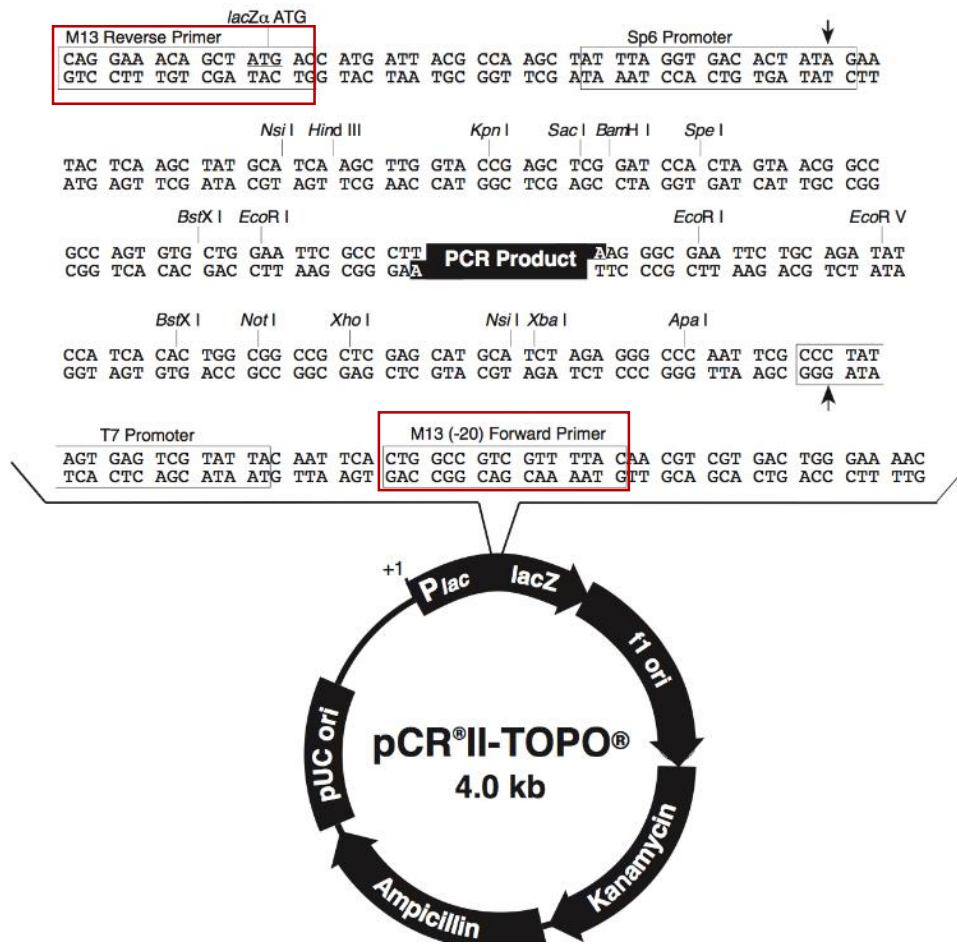 lacZα ATG
M13 Reverse Primer
Sp6 Promoter
CAG GAA ACA GCT ATG ACC ATG ATT ACG CCA AGC TAT TTA GGT GAC ACT ATA GAA
GTC CTT TGT CGA TAC TGG TAC TAA TGC GGT TCG ATA AAT CCA CTG TGA TAT CTT
Nsi I Hind III Kpn I Sac I BamH I Spe I
TAC TCA AGC TAT GCA TCA AGC TTG GTA CCG AGC TCG GAT CCA CTA GTA ACG GCC
ATG AGT TCG ATA CGT AGT TCG AAC CAT GGC TCG AGC CTA GGT GAT CAT TGC CGG
BstX I EcoR I EcoR I EcoR V
GCC AGT GTG CTG GAA TTC GCC CTT PCR Product AAG GGC GAA TTC TGC AGA TAT
CGG TCA CAC GAC CTT AAG CGG GAA TTC CCG CTT AAG ACG TCT ATA
BstX I Not I Xho I Nsi I Xba I Apa I
CCA TCA CAC TGG CGG CCG CTC GAG CAT GCA TCT AGA GGG CCC AAT TCG CCC TAT
GGT AGT GTG ACC GCC GGC GAG CTC GTA CGT AGA TCT CCC GGG TTA AGC GGG ATA
T7 Promoter M13 (-20) Forward Primer
AGT GAG TCG TAT TAC AAT TCA CTG GCC GTC GTT TTA CAA CGT CGT GAC TGG GAA AAC
TCA CTC AGC ATA ATG TTA AGT GAC CGG CAG CAA AAT GTT GCA GCA CTG ACC CTT TTG
+1
Plac
lacZ
f1 ori
pUC ori
pCR®II-TOPO®
4.0 kb
Kanamycin
Ampicillin